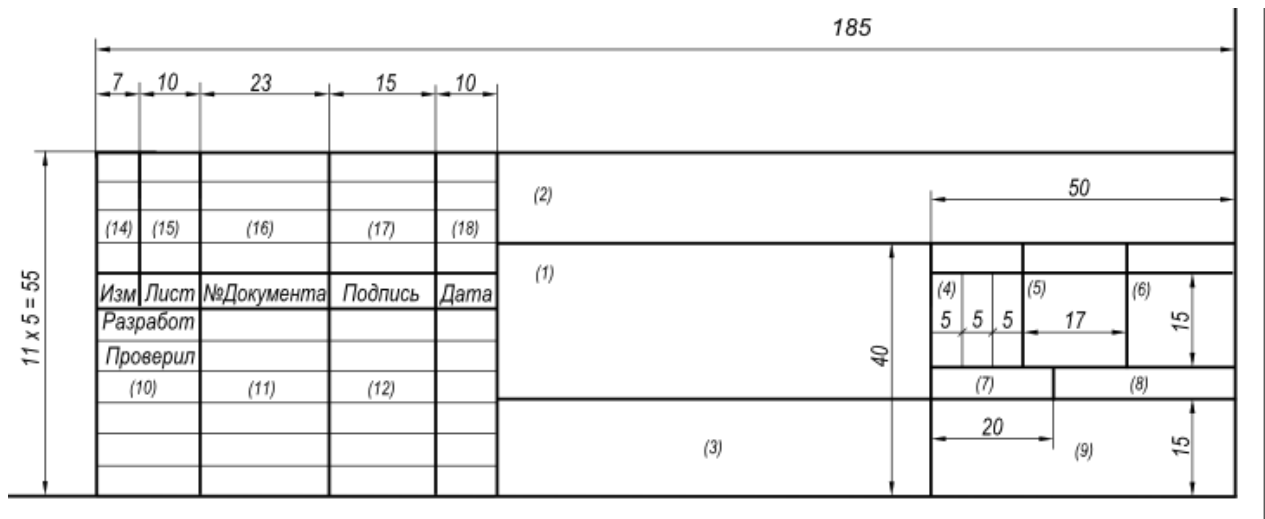 185
7 10 23 15 10
(2) 50
(14) (15) (16) (17) (18)
(1)
Изм Лист №Документа Подпись Дата (4) (5) (6)
Разработ 5 5 5 17 15
11 x 5 = 55
Проверил 40
(10) (11) (12) (7) (8)
20
(3) (9) 15